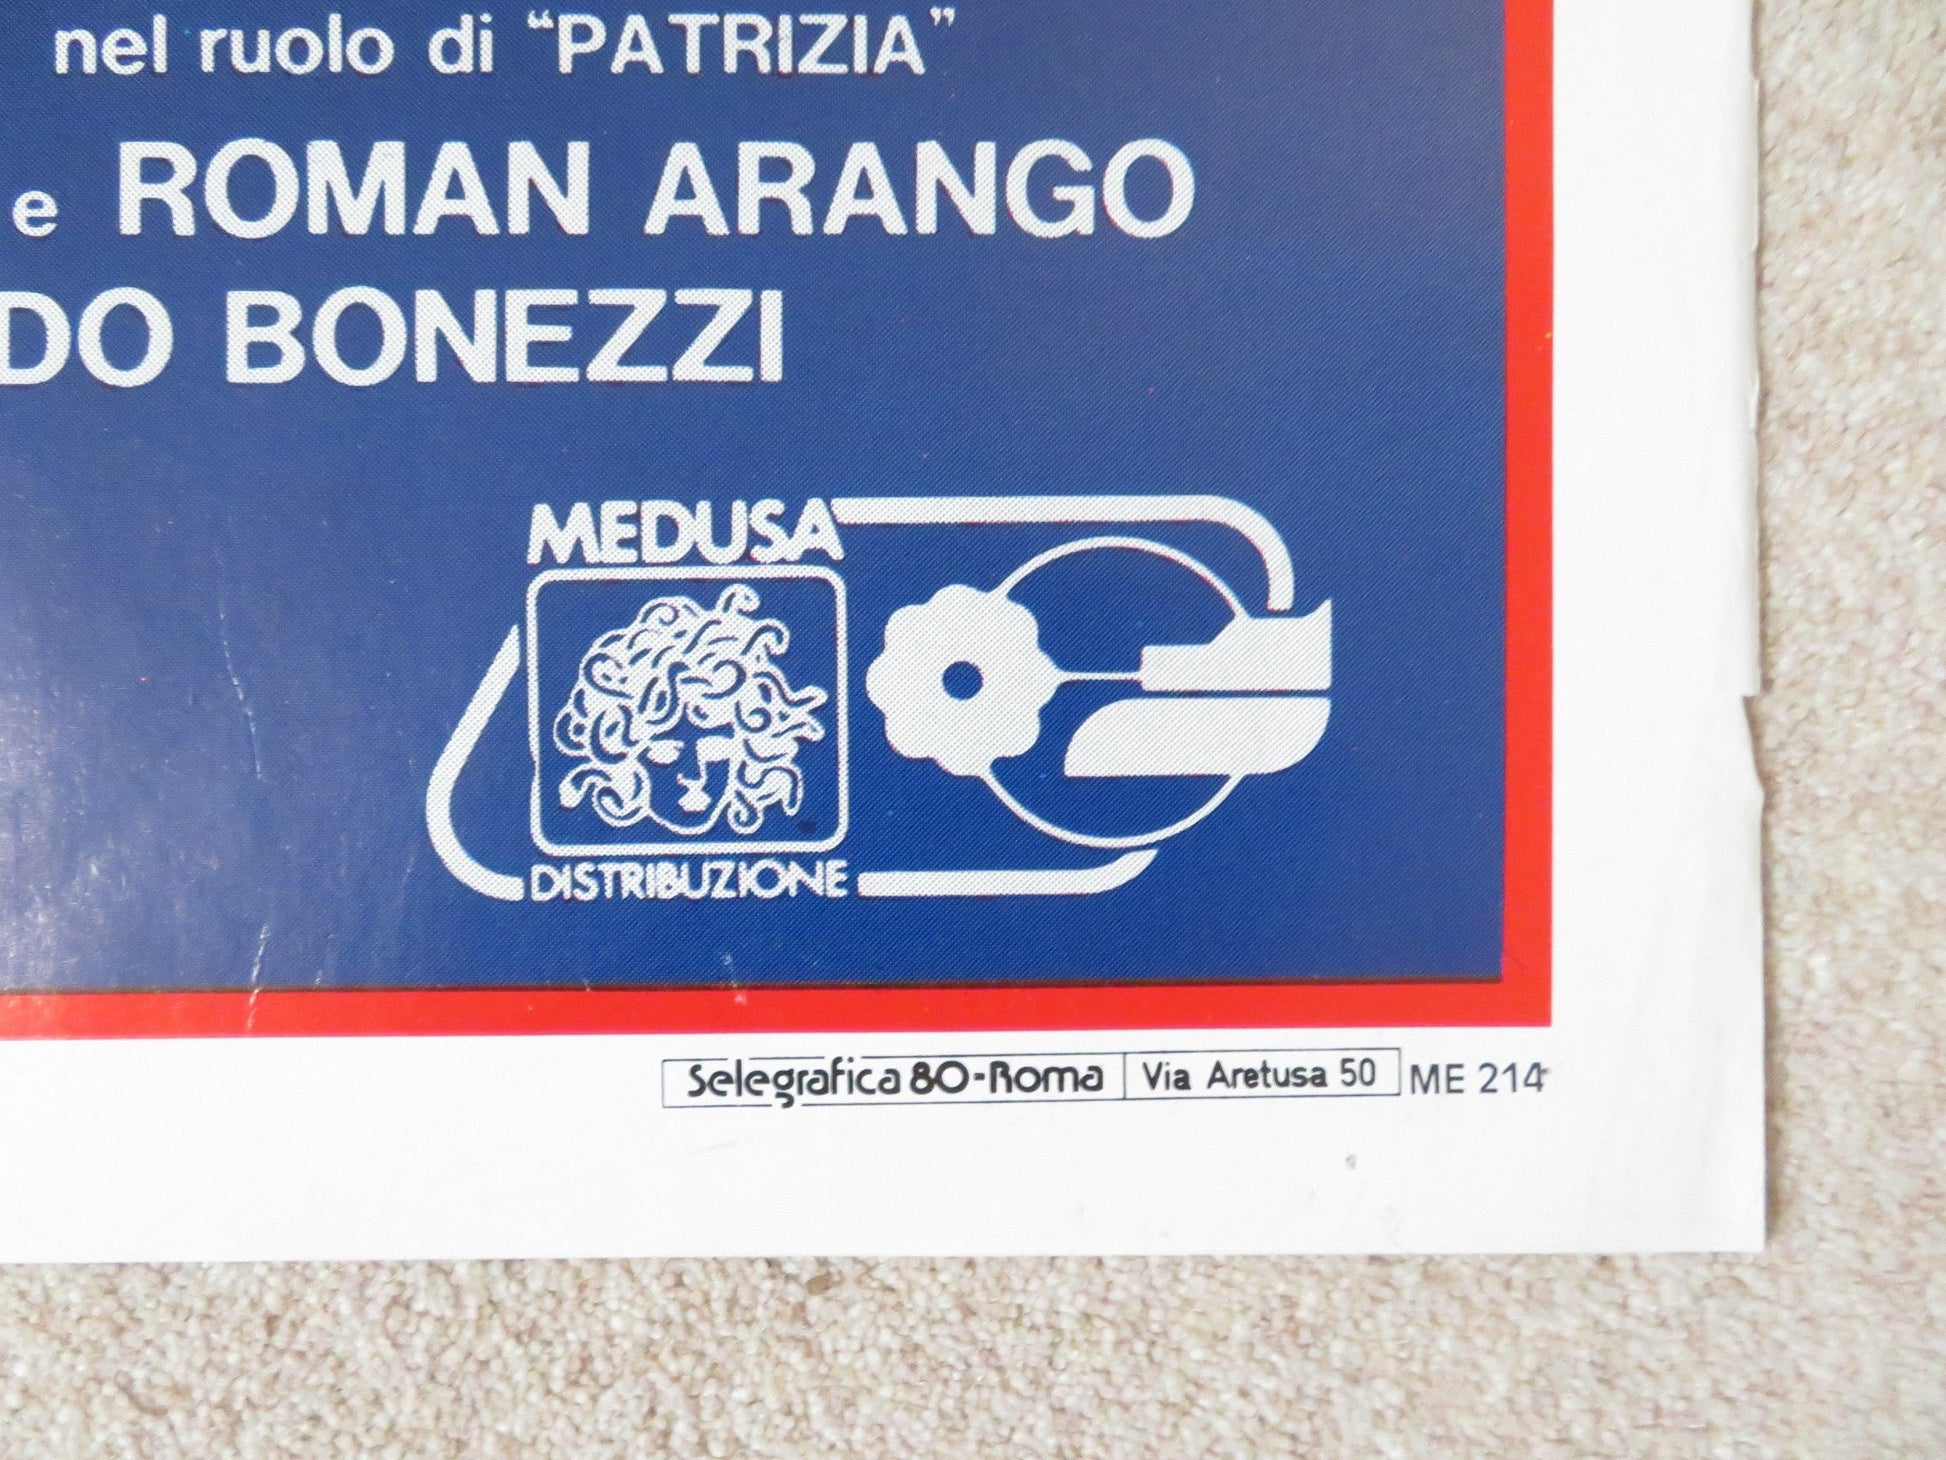 nel ruolo di “PATRIZIA”
e ROMAN ARANGO
DO BONEZZI
MEDUSA
DISTRIBUZIONE
Selegrafica 80-Roma Via Aretusa 50 ME 214